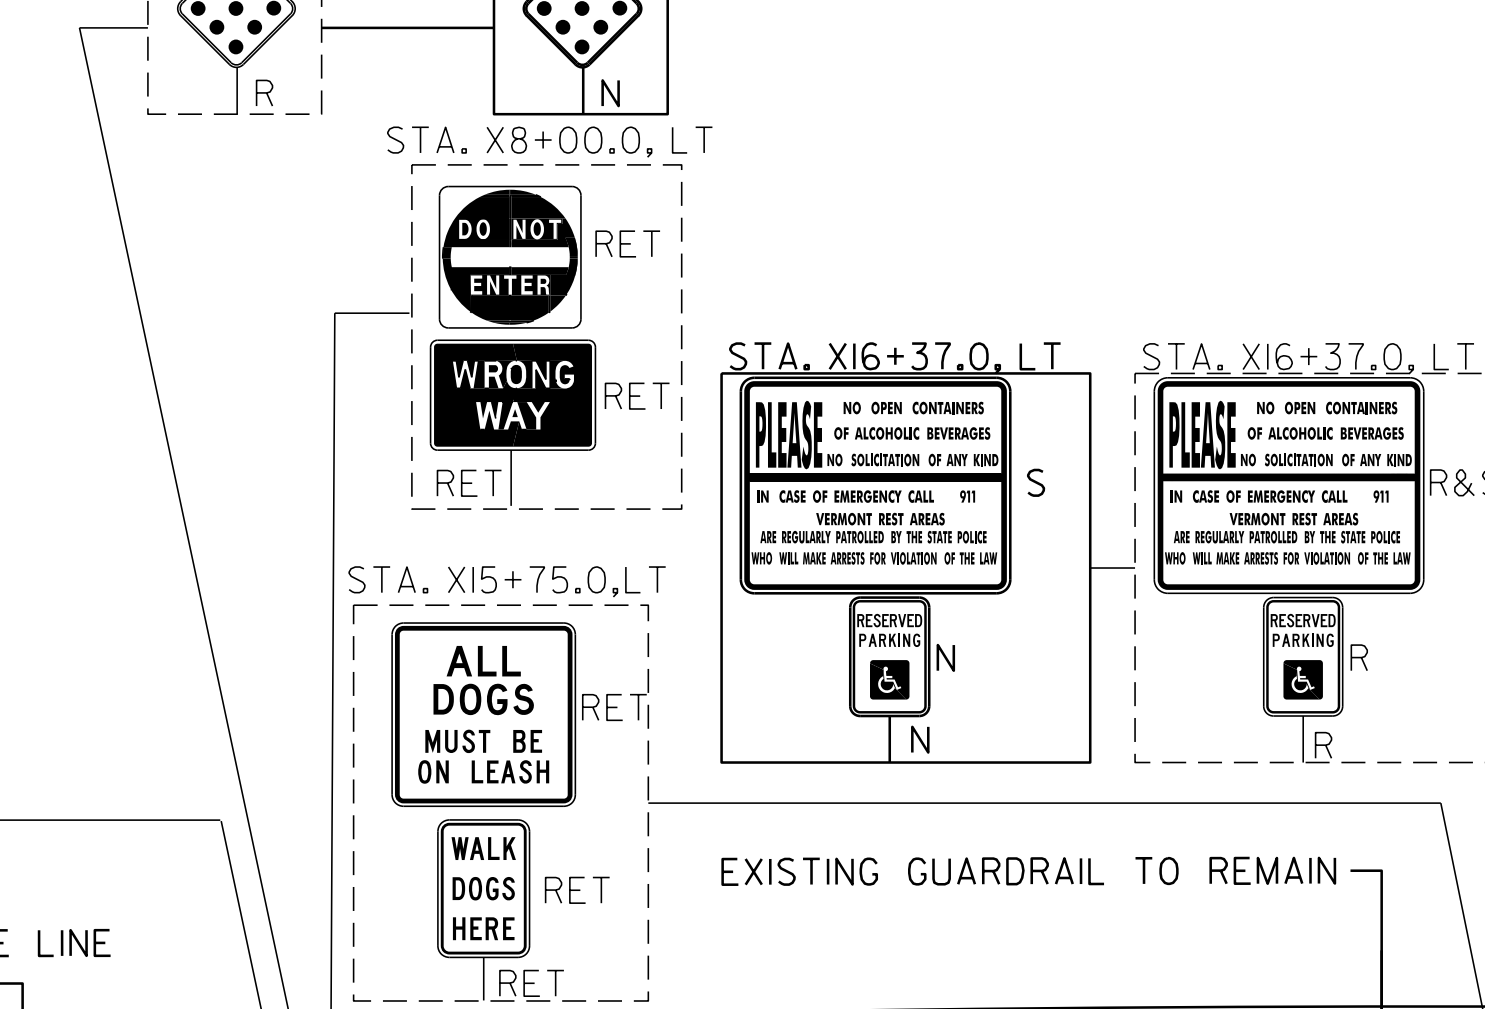 R
N
STA. X8+00.0, LT
DO NOT
ENTER
RET
WRONG
WAY
RET
RET
STA. X16+37.0, LT
PLEASE
NO OPEN CONTAINERS
OF ALCOHOLIC BEVERAGES
NO SOLICITATION OF ANY KIND
IN CASE OF EMERGENCY CALL 911
VERMONT REST AREAS
ARE REGULARLY PATROLLED BY THE STATE POLICE
WHO WILL MAKE ARRESTS FOR VIOLATION OF THE LAW
S
RESERVED
PARKING
N
N
STA. X16+37.0, LT
PLEASE
NO OPEN CONTAINERS
OF ALCOHOLIC BEVERAGES
NO SOLICITATION OF ANY KIND
IN CASE OF EMERGENCY CALL 911
VERMONT REST AREAS
ARE REGULARLY PATROLLED BY THE STATE POLICE
WHO WILL MAKE ARRESTS FOR VIOLATION OF THE LAW
R&S
RESERVED
PARKING
R
R
STA. X15+75.0,LT
ALL
DOGS
MUST BE
ON LEASH
RET
WALK
DOGS
HERE
RET
RET
EXISTING GUARDRAIL TO REMAIN
E LINE